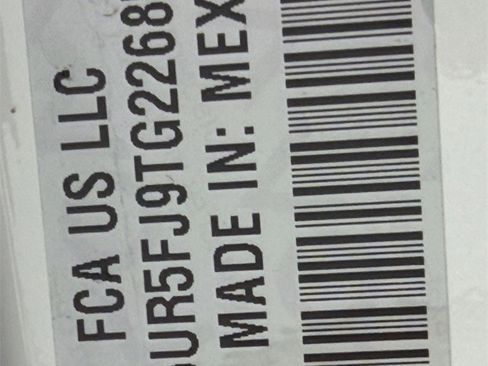 FCA US LLC
UR5FJ9TG2268
MADE IN: MEX